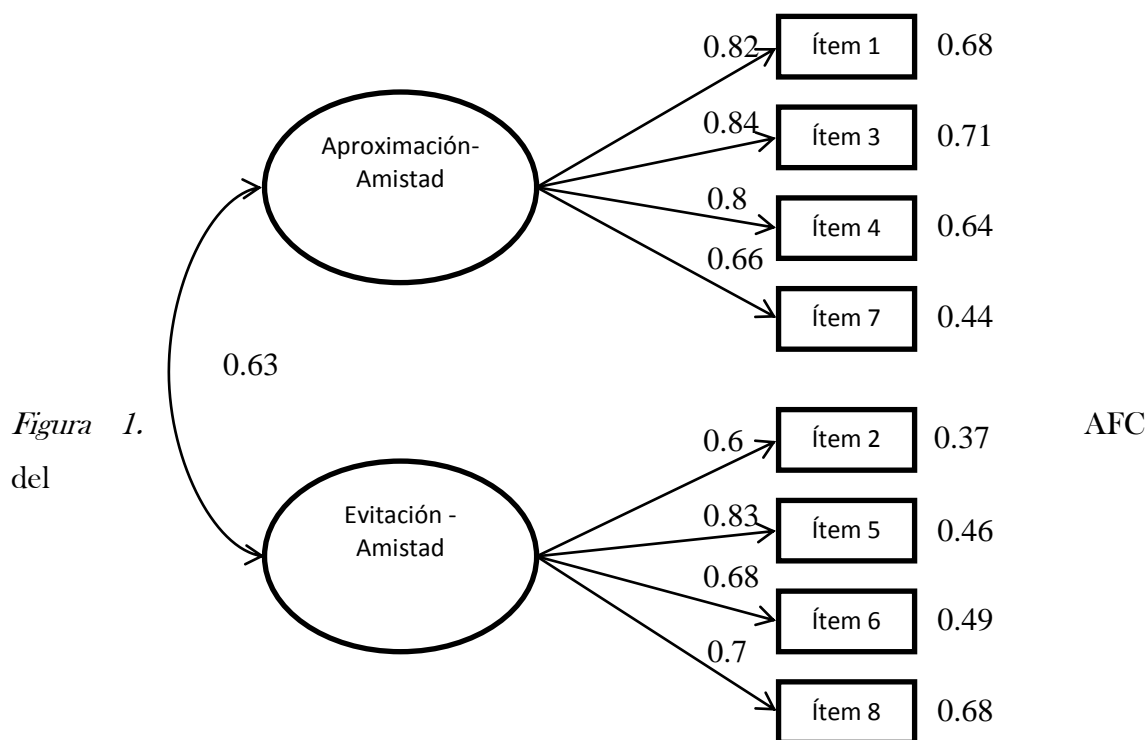 0.82
Ítem 1
0.68
Aproximación-
Amistad
0.84
Ítem 3
0.71
0.8
Ítem 4
0.64
0.66
Ítem 7
0.44
0.63
Figura 1. AFC
del
0.6
Ítem 2
0.37
Evitación -
Amistad
0.83
Ítem 5
0.46
0.68
Ítem 6
0.49
0.7
Ítem 8
0.68